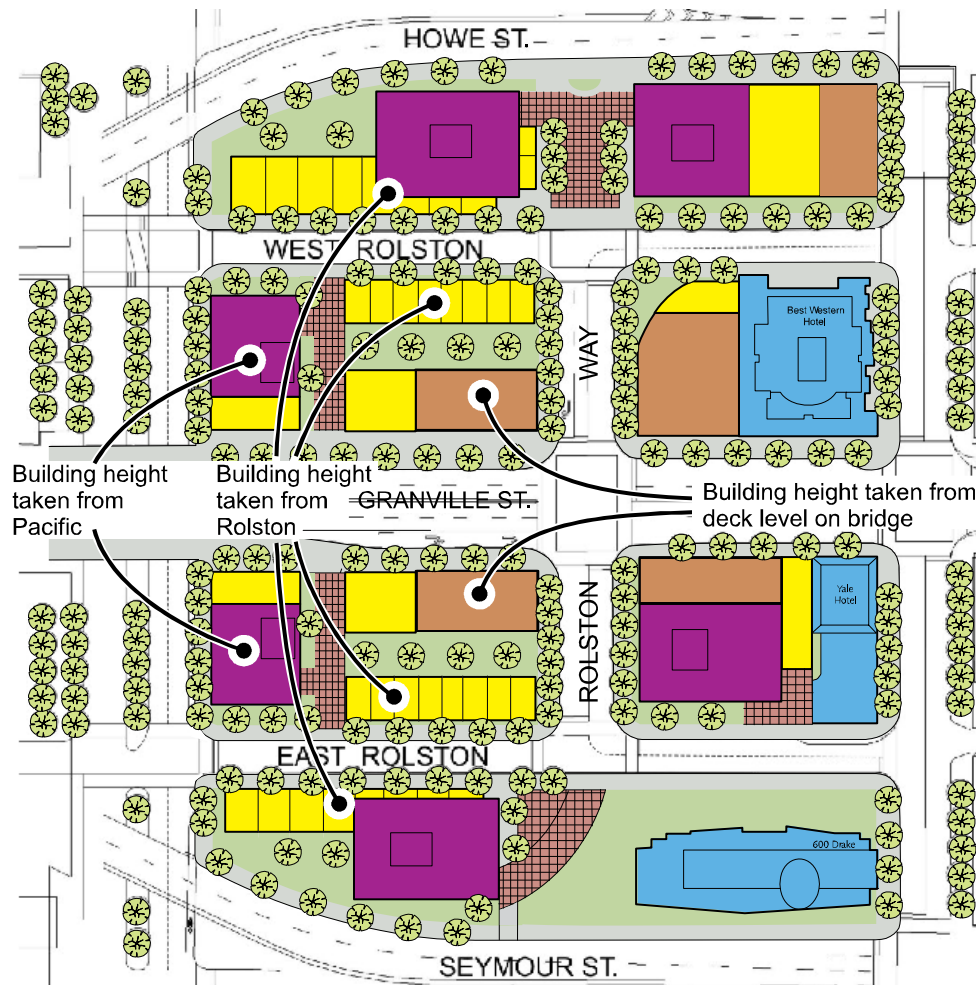 HOWE ST.
WEST ROLSTON
Best Western
Hotel
WAY
Building height
taken from
Pacific
Building height
taken from
Rolston
GRANVILLE ST.
Building height taken from
deck level on bridge
Yale
Hotel
ROLSTON
EAST ROLSTON
600 Drake
SEYMOUR ST.